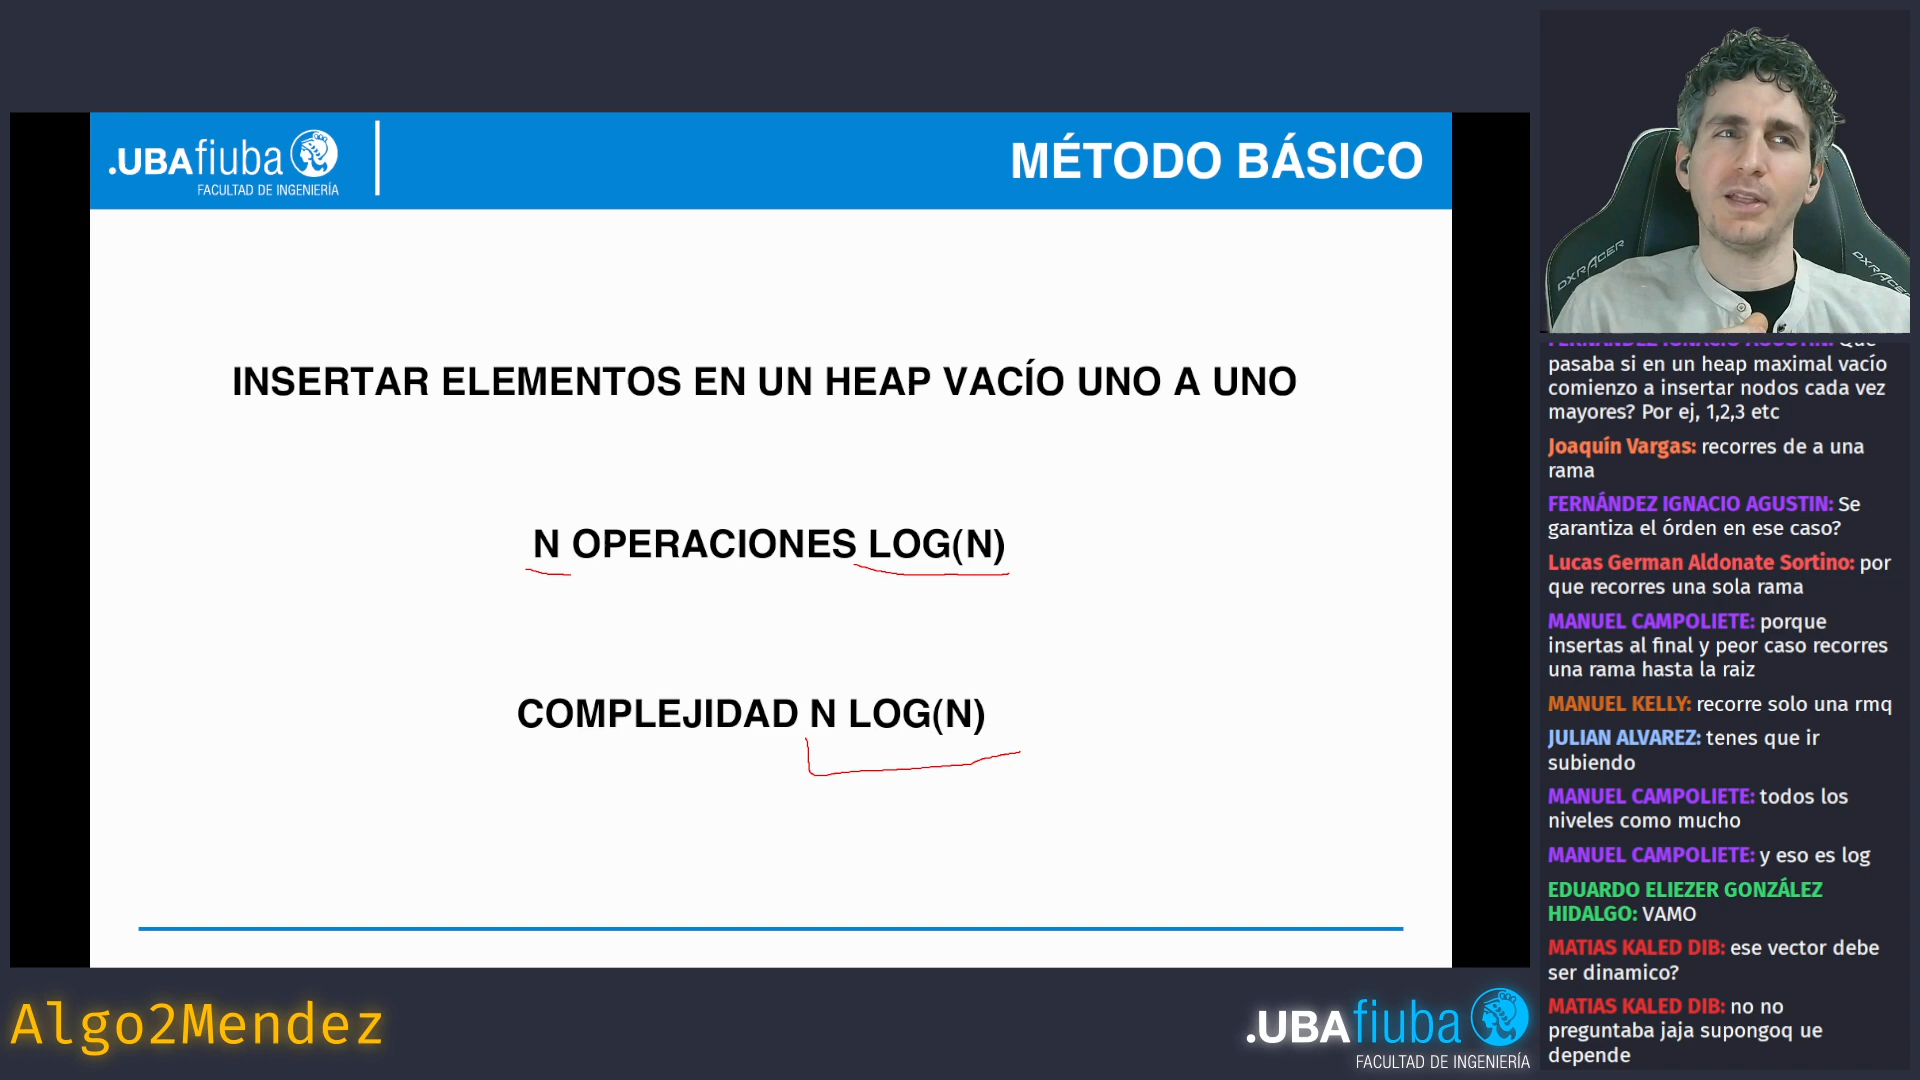 .UBAfiuba
FACULTAD DE INGENIERÍA
MÉTODO BÁSICO
INSERTAR ELEMENTOS EN UN HEAP VACÍO UNO A UNO
N OPERACIONES LOG(N)
COMPLEJIDAD N LOG(N)
Algo2Mendez
.UBAfiuba
FACULTAD DE INGENIERÍA
DXRACER
DXRACER
FERNÁNDEZ IGNACIO AGUSTIN: Que
pasaba si en un heap maximal vacío
comienzo a insertar nodos cada vez
mayores? Por ej, 1,2,3 etc
Joaquín Vargas: recorres de a una
rama
FERNÁNDEZ IGNACIO AGUSTIN: Se
garantiza el órden en ese caso?
Lucas German Aldonate Sortino: por
que recorres una sola rama
MANUEL CAMPOLIETE: porque
insertas al final y peor caso recorres
una rama hasta la raiz
MANUEL KELLY: recorre solo una rmq
JULIAN ALVAREZ: tenes que ir
subiendo
MANUEL CAMPOLIETE: todos los
niveles como mucho
MANUEL CAMPOLIETE: y eso es log
EDUARDO ELIEZER GONZÁLEZ
HIDALGO: VAMO
MATIAS KALED DIB: ese vector debe
ser dinamico?
MATIAS KALED DIB: no no
preguntaba jaja supongoq ue
depende